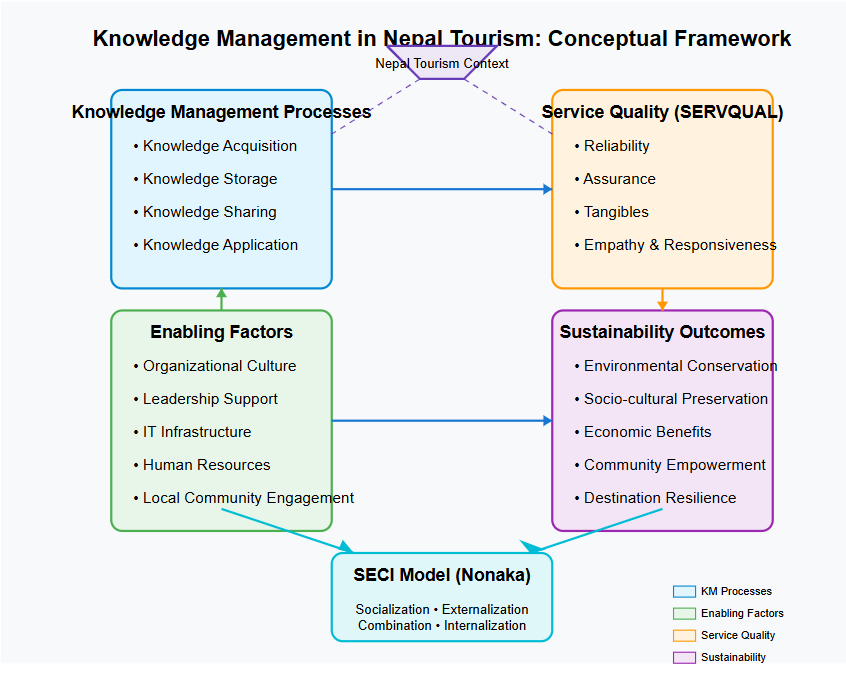 Knowledge Management in Nepal Tourism: Conceptual Framework
Nepal Tourism Context
Knowledge Management Processes
• Knowledge Acquisition
• Knowledge Storage
• Knowledge Sharing
• Knowledge Application
Service Quality (SERVQUAL)
• Reliability
• Assurance
• Tangibles
• Empathy & Responsiveness
Enabling Factors
• Organizational Culture
• Leadership Support
• IT Infrastructure
• Human Resources
• Local Community Engagement
Sustainability Outcomes
• Environmental Conservation
• Socio-cultural Preservation
• Economic Benefits
• Community Empowerment
• Destination Resilience
SECI Model (Nonaka)
Socialization • Externalization
Combination • Internalization
KM Processes
Enabling Factors
Service Quality
Sustainability